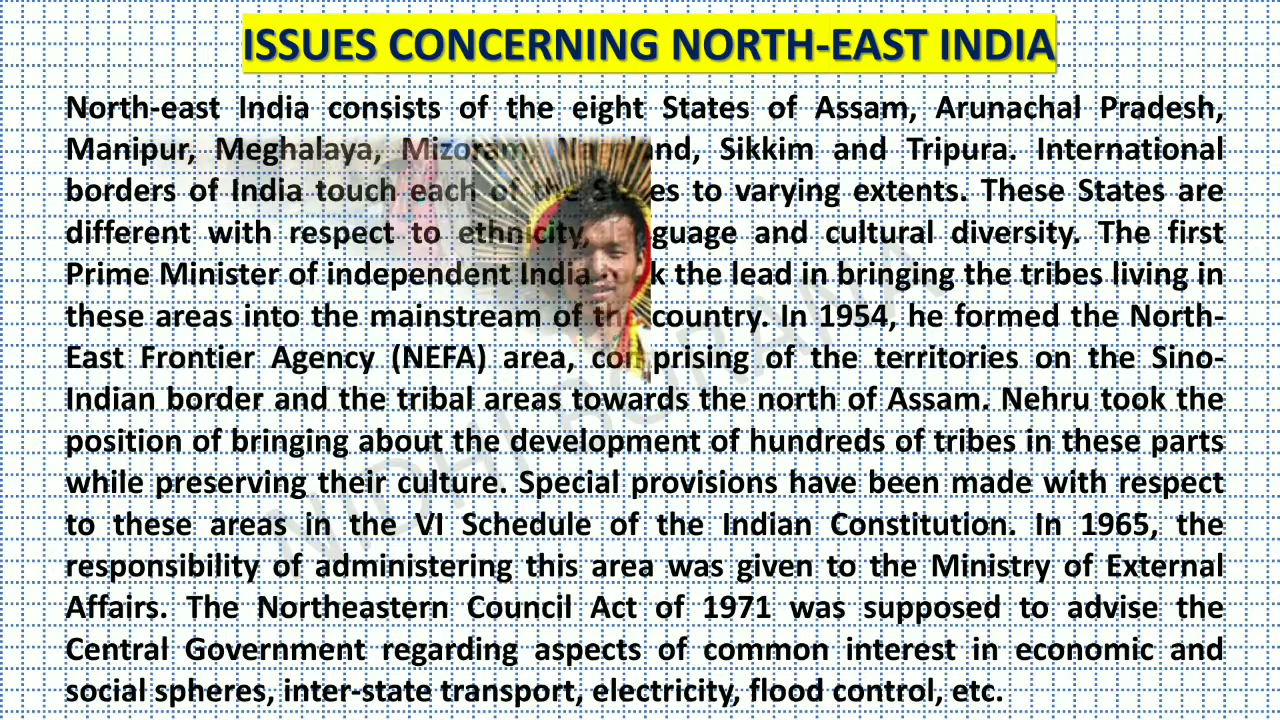 ISSUES CONCERNING NORTH-EAST INDIA
North-east India consists of the eight States of Assam, Arunachal Pradesh,
Manipur, Meghalaya, Mizoram, Sikkim and Tripura. International
borders of India touch each of the to varying extents. These States are
different with respect to ethnicity, and cultural diversity. The first
Prime Minister of independent India the lead in bringing the tribes living in
these areas into the mainstream of the country. In 1954, he formed the North-
East Frontier Agency (NEFA) area, comprising of the territories on the Sino-
Indian border and the tribal areas towards the north of Assam. Nehru took the
position of bringing about the development of hundreds of tribes in these parts
while preserving their culture. Special provisions have been made with respect
to these areas in the VI Schedule of the Indian Constitution. In 1965, the
responsibility of administering this area was given to the Ministry of External
Affairs. The Northeastern Council Act of 1971 was supposed to advise the
Central Government regarding aspects of common interest in economic and
social spheres, inter-state transport, electricity, flood control, etc.